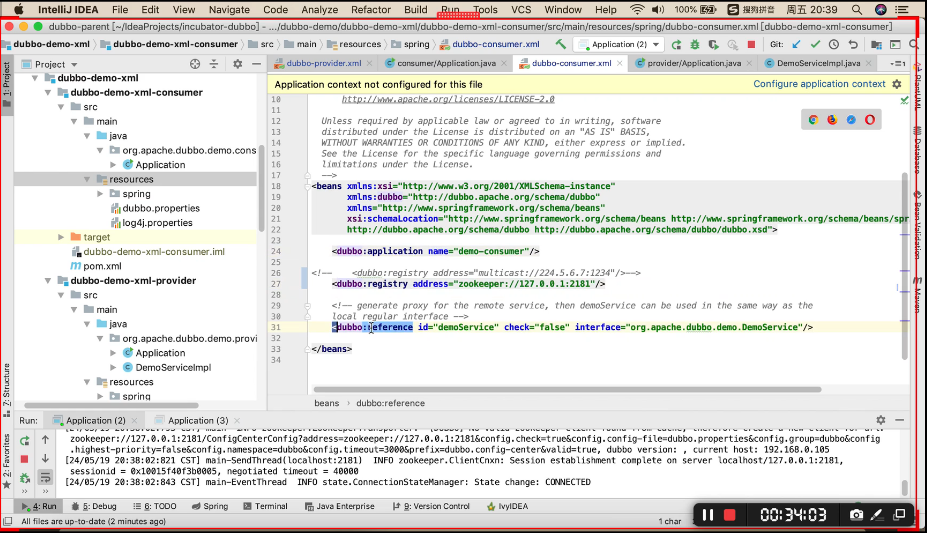 IntelliJ IDEA File Edit View Navigate Code Analyze Refactor Build Run Tools VCS Window Help 100% S 搜狗拼音 周五 20:39
dubbo-parent [~/IdeaProjects/incubator-dubbo] - .../dubbo-demo/dubbo-demo-xml/dubbo-demo-xml-consumer/src/main/resources/spring/dubbo-consumer.xml [dubbo-demo-xml-consumer]
dubbo-demo-xml dubbo-demo-xml-consumer src main resources spring dubbo-consumer.xml Application (2) Git:
Project
dubbo-provider.xml consumer/Application.java dubbo-consumer.xml provider/Application.java DemoServiceImpl.java
1: Project
7: Structure
2: Favorites
PlantUML
Database
Bean Validation
Maven
dubbo-demo-xml
dubbo-demo-xml-consumer
src
main
java
org.apache.dubbo.demo.cons
Application
resources
spring
dubbo.properties
log4j.properties
target
dubbo-demo-xml-consumer.iml
pom.xml
dubbo-demo-xml-provider
src
main
java
org.apache.dubbo.demo.provi
Application
DemoServiceImpl
resources
spring
Application context not configured for this file Configure application context
10 http://www.apache.org/licenses/LICENSE-2.0
11
12 Unless required by applicable law or agreed to in writing, software
13 distributed under the License is distributed on an "AS IS" BASIS,
14 WITHOUT WARRANTIES OR CONDITIONS OF ANY KIND, either express or implied.
15 See the License for the specific language governing permissions and
16 limitations under the License.
17 -->
18 <beans xmlns:xsi="http://www.w3.org/2001/XMLSchema-instance"
19 xmlns:dubbo="http://dubbo.apache.org/schema/dubbo"
20 xmlns="http://www.springframework.org/schema/beans"
21 xsi:schemaLocation="http://www.springframework.org/schema/beans http://www.springframework.org/schema/beans/spr
22 http://dubbo.apache.org/schema/dubbo http://dubbo.apache.org/schema/dubbo/dubbo.xsd">
23
24 <dubbo:application name="demo-consumer"/>
25
26 <!-- <dubbo:registry address="multicast://224.5.6.7:1234"/>-->
27 <dubbo:registry address="zookeeper://127.0.0.1:2181"/>
28
29 <!-- generate proxy for the remote service, then demoService can be used in the same way as the
30 local regular interface -->
31 <dubbo:reference id="demoService" check="false" interface="org.apache.dubbo.demo.DemoService"/>
32
33 </beans>
34
beans › dubbo:reference
Run: Application (2) Application (3)
zookeeper://127.0.0.1:2181/ConfigCenterConfig?address=zookeeper://127.0.0.1:2181&config.check=true&config.config-file=dubbo.properties&config.group=dubbo&config
.highest-priority=false&config.namespace=dubbo&config.timeout=3000&prefix=dubbo.config-center&valid=true, dubbo version: , current host: 192.168.0.105
[24/05/19 20:38:02:821 CST] main-SendThread(localhost:2181) INFO zookeeper.ClientCnxn: Session establishment complete on server localhost/127.0.0.1:2181,
sessionid = 0x10015f40f3b0005, negotiated timeout = 40000
[24/05/19 20:38:02:843 CST] main-EventThread INFO state.ConnectionStateManager: State change: CONNECTED
4: Run 5: Debug 6: TODO Spring Terminal Java Enterprise 9: Version Control IvyIDEA
All files are up-to-date (2 minutes ago) 1 char
00:34:03